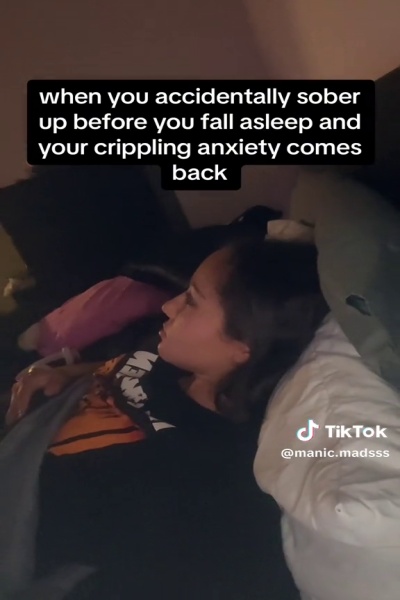 when you accidentally sober
up before you fall asleep and
your crippling anxiety comes
back
TikTok
@manic.madsss